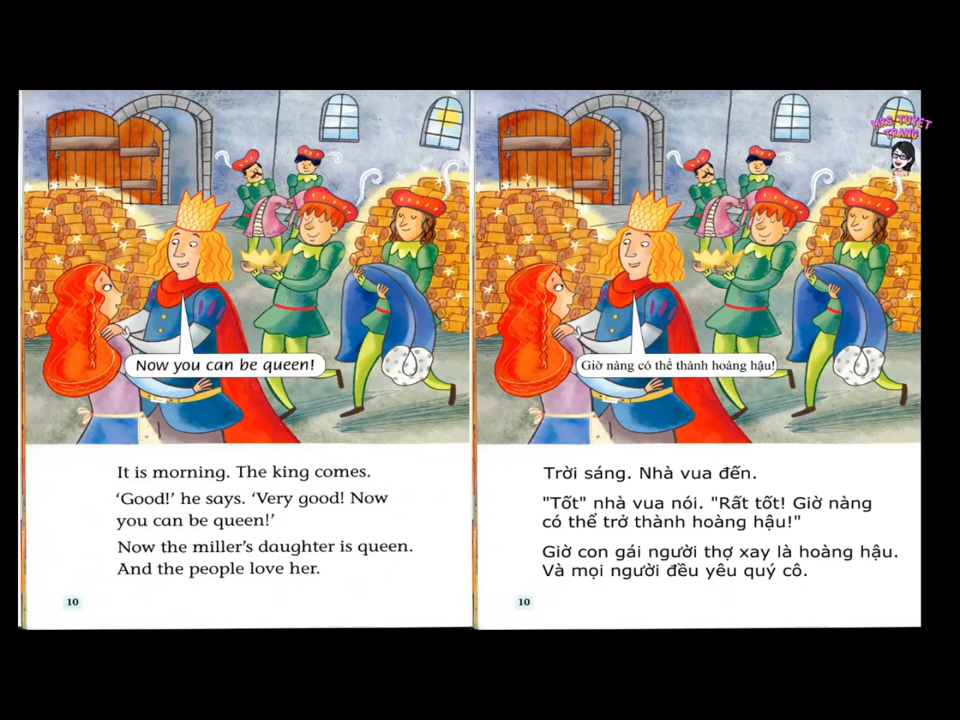 Now you can be queen!
It is morning. The king comes.
‘Good!’ he says. ‘Very good! Now
you can be queen!’
Now the miller’s daughter is queen.
And the people love her.
10
MRS TUYET
TRANG
Giờ nàng có thể thành hoàng hậu!
Trời sáng. Nhà vua đến.
"Tốt" nhà vua nói. "Rất tốt! Giờ nàng
có thể trở thành hoàng hậu!"
Giờ con gái người thợ xay là hoàng hậu.
Và mọi người đều yêu quý cô.
10